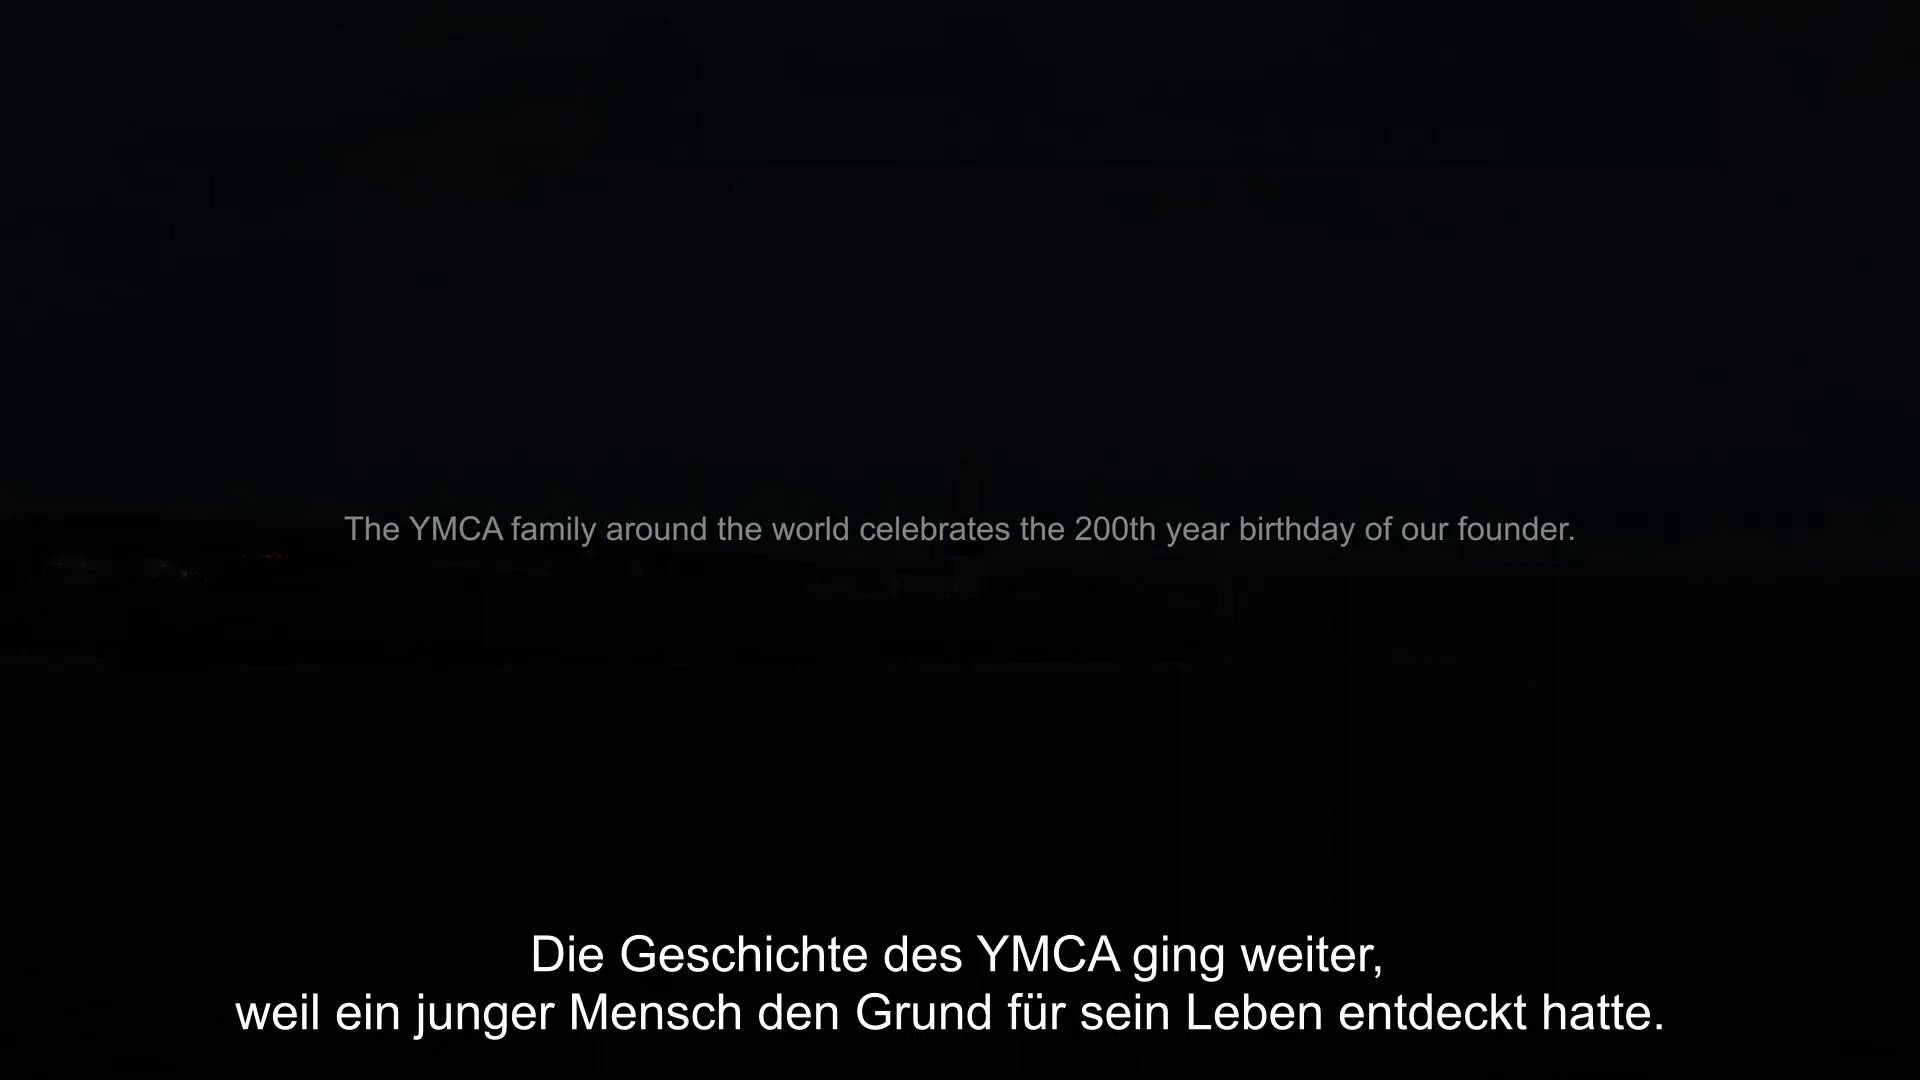 The YMCA family around the world celebrates the 200th year birthday of our founder.
Die Geschichte des YMCA ging weiter,
weil ein junger Mensch den Grund für sein Leben entdeckt hatte.